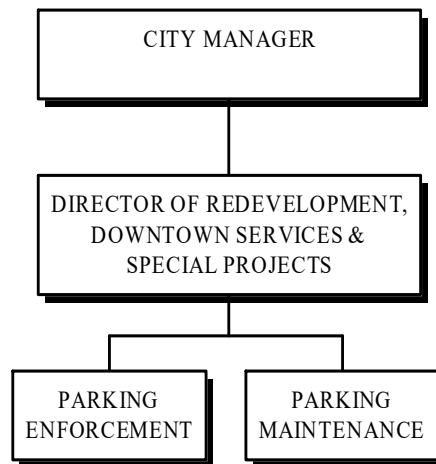 CITY MANAGER
DIRECTOR OF REDEVELOPMENT,
DOWNTOWN SERVICES &
SPECIAL PROJECTS
PARKING
ENFORCEMENT
PARKING
MAINTENANCE